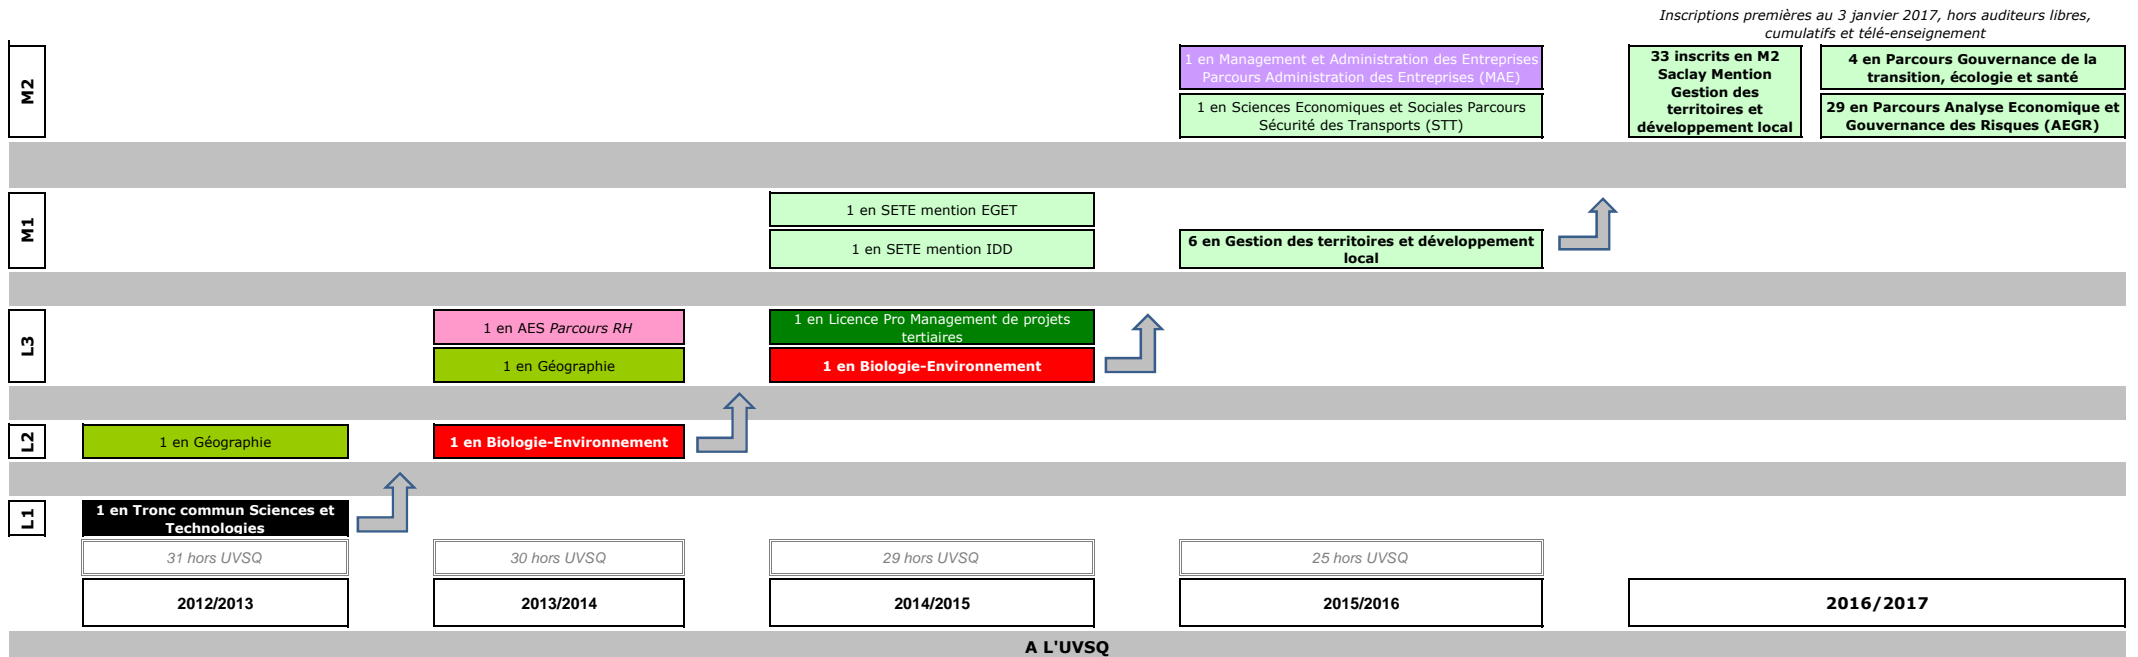 Inscriptions premières au 3 janvier 2017, hors auditeurs libres,
cumulatifs et télé-enseignement
M2
1 en Management et Administration des Entreprises
Parcours Administration des Entreprises (MAE)
1 en Sciences Economiques et Sociales Parcours
Sécurité des Transports (STT)
33 inscrits en M2
Saclay Mention
Gestion des
territoires et
développement local
4 en Parcours Gouvernance de la
transition, écologie et santé
29 en Parcours Analyse Economique et
Gouvernance des Risques (AEGR)
M1
1 en SETE mention EGET
1 en SETE mention IDD
6 en Gestion des territoires et développement
local
L3
1 en AES Parcours RH
1 en Géographie
1 en Licence Pro Management de projets
tertiaires
1 en Biologie-Environnement
L2
1 en Géographie
1 en Biologie-Environnement
L1
1 en Tronc commun Sciences et
Technologies
31 hors UVSQ
30 hors UVSQ
29 hors UVSQ
25 hors UVSQ
2012/2013
2013/2014
2014/2015
2015/2016
2016/2017
A L'UVSQ